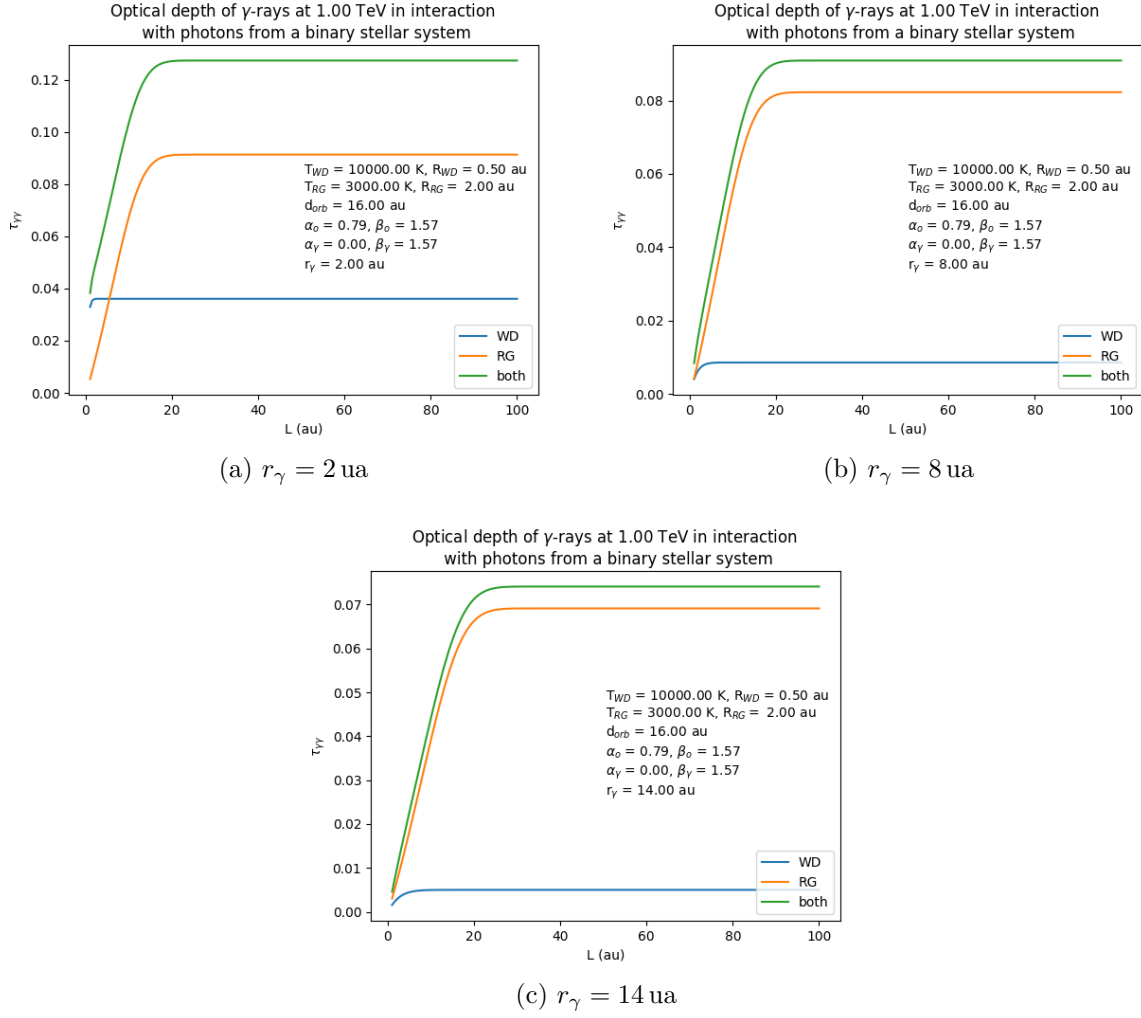 Optical depth of γ-rays at 1.00 TeV in interaction
with photons from a binary stellar system
0.12
0.10
0.08
0.06
0.04
0.02
0.00
τγγ
T_WD = 10000.00 K, R_WD = 0.50 au
T_RG = 3000.00 K, R_RG = 2.00 au
d_orb = 16.00 au
α_o = 0.79, β_o = 1.57
α_γ = 0.00, β_γ = 1.57
r_γ = 2.00 au
WD
RG
both
0 20 40 60 80 100
L (au)
(a) r_γ = 2 ua
Optical depth of γ-rays at 1.00 TeV in interaction
with photons from a binary stellar system
0.08
0.06
0.04
0.02
0.00
τγγ
T_WD = 10000.00 K, R_WD = 0.50 au
T_RG = 3000.00 K, R_RG = 2.00 au
d_orb = 16.00 au
α_o = 0.79, β_o = 1.57
α_γ = 0.00, β_γ = 1.57
r_γ = 8.00 au
WD
RG
both
0 20 40 60 80 100
L (au)
(b) r_γ = 8 ua
Optical depth of γ-rays at 1.00 TeV in interaction
with photons from a binary stellar system
0.07
0.06
0.05
0.04
0.03
0.02
0.01
0.00
τγγ
T_WD = 10000.00 K, R_WD = 0.50 au
T_RG = 3000.00 K, R_RG = 2.00 au
d_orb = 16.00 au
α_o = 0.79, β_o = 1.57
α_γ = 0.00, β_γ = 1.57
r_γ = 14.00 au
WD
RG
both
0 20 40 60 80 100
L (au)
(c) r_γ = 14 ua